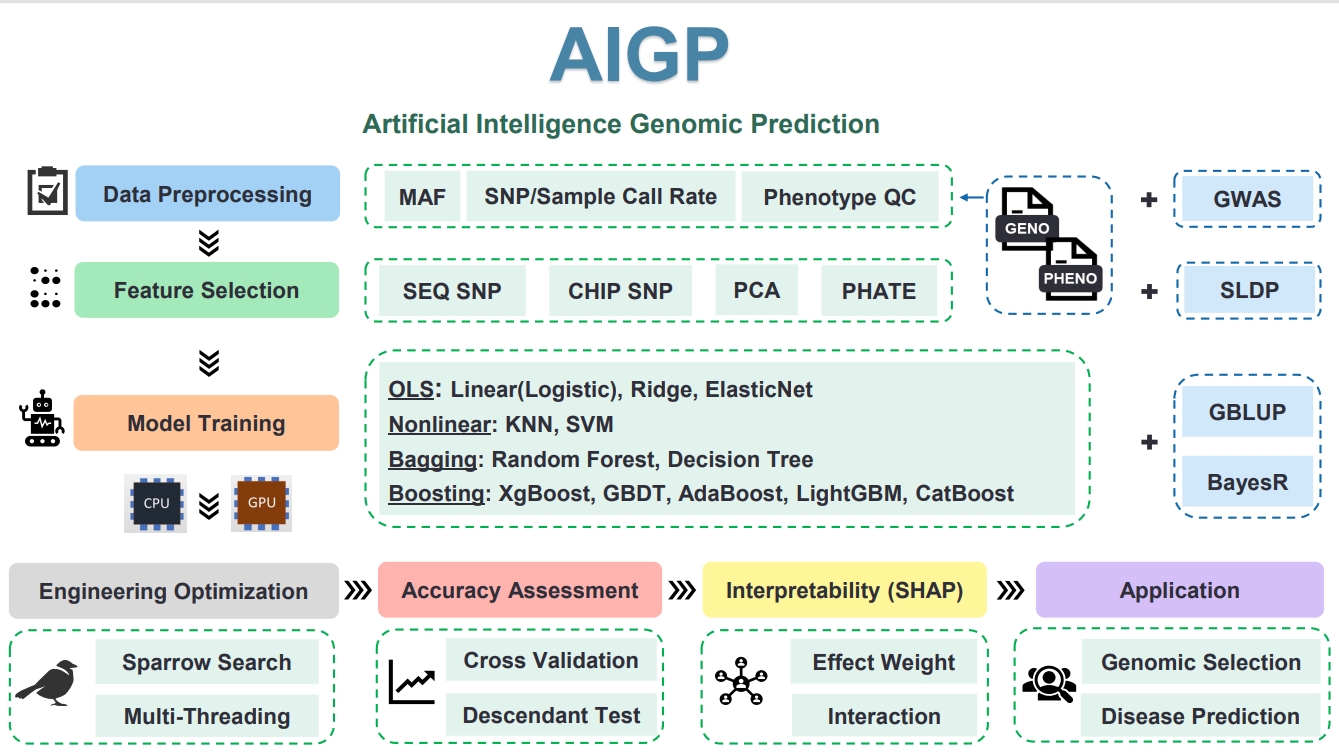 AIGP
Artificial Intelligence Genomic Prediction
Data Preprocessing
MAF
SNP/Sample Call Rate
Phenotype QC
GENO
PHENO
+
GWAS
Feature Selection
SEQ SNP
CHIP SNP
PCA
PHATE
+
SLDP
Model Training
OLS: Linear(Logistic), Ridge, ElasticNet
Nonlinear: KNN, SVM
Bagging: Random Forest, Decision Tree
Boosting: XgBoost, GBDT, AdaBoost, LightGBM, CatBoost
+
GBLUP
BayesR
CPU
GPU
Engineering Optimization
Sparrow Search
Multi-Threading
Accuracy Assessment
Cross Validation
Descendant Test
Interpretability (SHAP)
Effect Weight
Interaction
Application
Genomic Selection
Disease Prediction